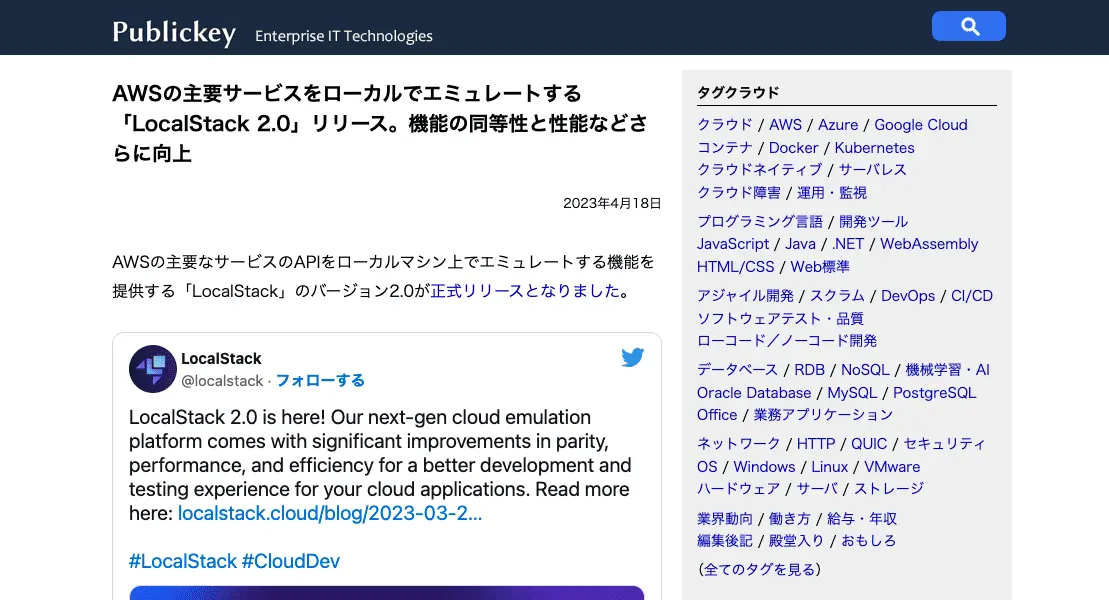 Publickey Enterprise IT Technologies
AWSの主要サービスをローカルでエミュレートする
「LocalStack 2.0」リリース。機能の同等性と性能などさ
らに向上
2023年4月18日
AWSの主要なサービスのAPIをローカルマシン上でエミュレートする機能を
提供する「LocalStack」のバージョン2.0が正式リリースとなりました。
LocalStack
@localstack · フォローする
LocalStack 2.0 is here! Our next-gen cloud emulation
platform comes with significant improvements in parity,
performance, and efficiency for a better development and
testing experience for your cloud applications. Read more
here: localstack.cloud/blog/2023-03-2...
#LocalStack #CloudDev
タグクラウド
クラウド / AWS / Azure / Google Cloud
コンテナ / Docker / Kubernetes
クラウドネイティブ / サーバレス
クラウド障害 / 運用・監視
プログラミング言語 / 開発ツール
JavaScript / Java / .NET / WebAssembly
HTML/CSS / Web標準
アジャイル開発 / スクラム / DevOps / CI/CD
ソフトウェアテスト・品質
ローコード／ノーコード開発
データベース / RDB / NoSQL / 機械学習・AI
Oracle Database / MySQL / PostgreSQL
Office / 業務アプリケーション
ネットワーク / HTTP / QUIC / セキュリティ
OS / Windows / Linux / VMware
ハードウェア / サーバ / ストレージ
業界動向 / 働き方 / 給与・年収
編集後記 / 殿堂入り / おもしろ
(全てのタグを見る)